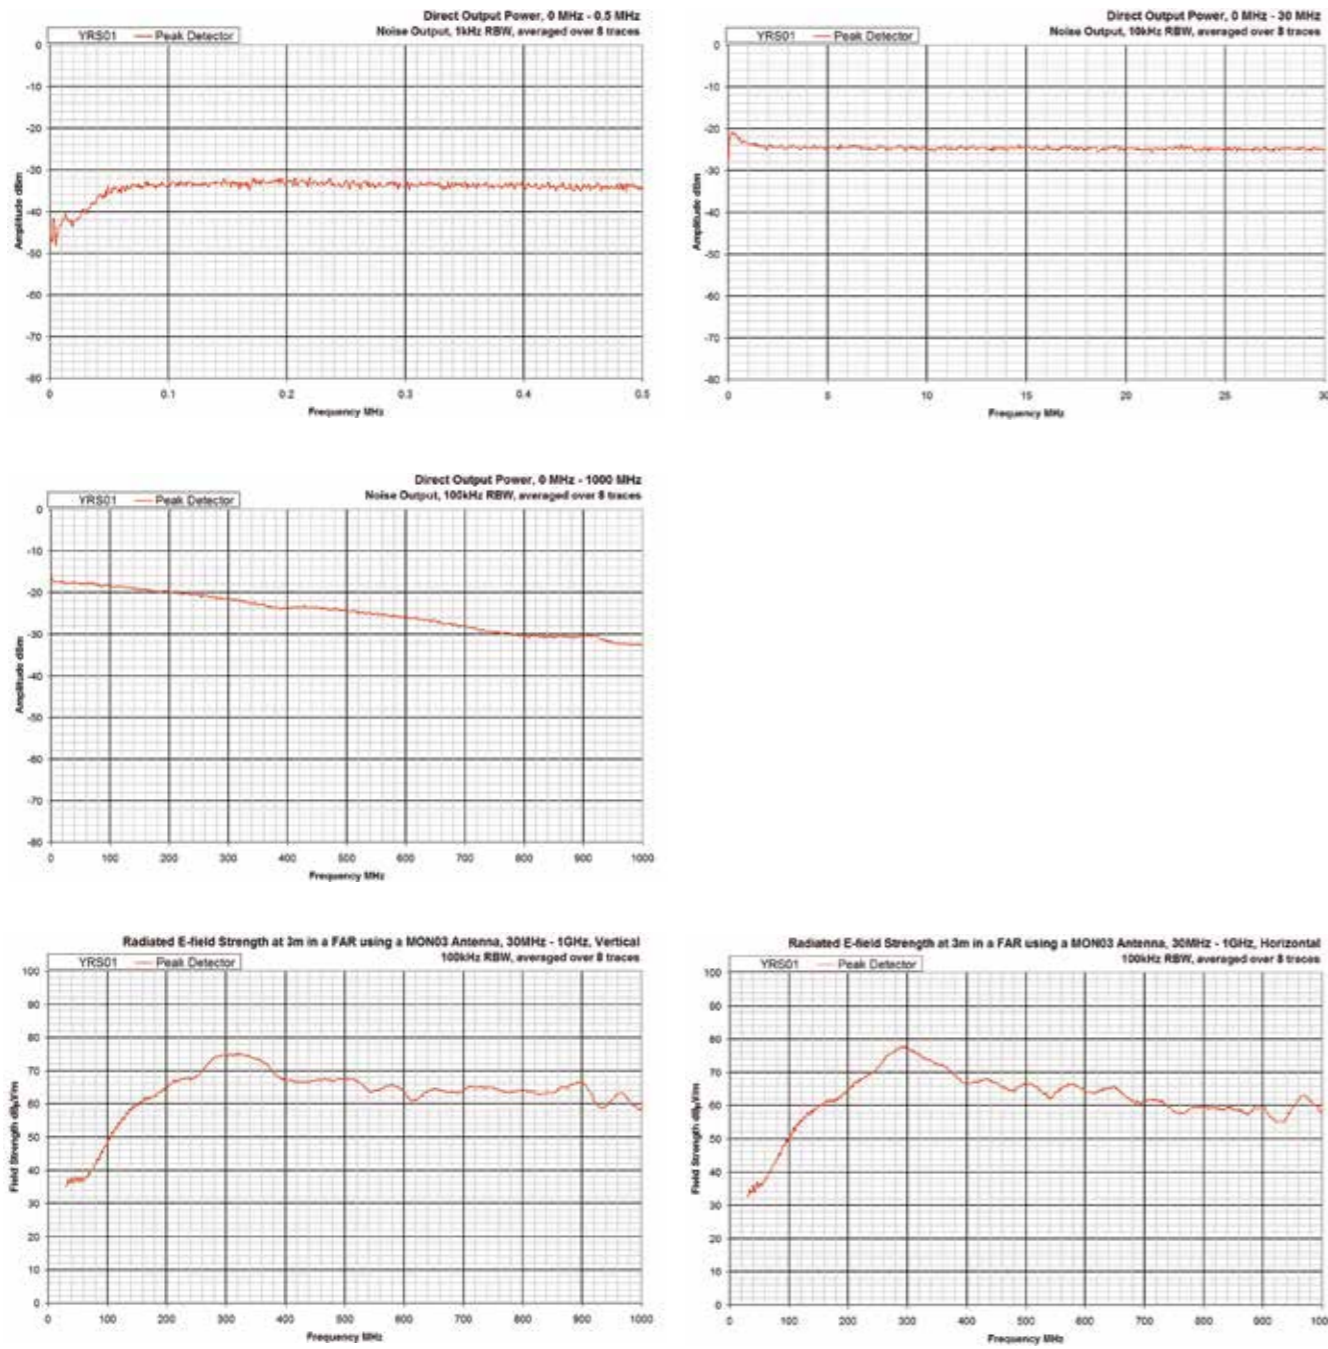 Direct Output Power, 0 MHz - 0.5 MHz
Noise Output, 1kHz RBW, averaged over 8 traces
YRS01 Peak Detector
0
-10
-20
-30
-40
-50
-60
-70
-80
Amplitude dBm
0 0.1 0.2 0.3 0.4 0.5
Frequency MHz
Direct Output Power, 0 MHz - 30 MHz
Noise Output, 10kHz RBW, averaged over 8 traces
YRS01 Peak Detector
0
-10
-20
-30
-40
-50
-60
-70
-80
Amplitude dBm
0 5 10 15 20 25 30
Frequency MHz
Direct Output Power, 0 MHz - 1000 MHz
Noise Output, 100kHz RBW, averaged over 8 traces
YRS01 Peak Detector
0
-10
-20
-30
-40
-50
-60
-70
-80
Amplitude dBm
0 100 200 300 400 500 600 700 800 900 1000
Frequency MHz
Radiated E-field Strength at 3m in a FAR using a MON03 Antenna, 30MHz - 1GHz, Vertical
100kHz RBW, averaged over 8 traces
YRS01 Peak Detector
100
90
80
70
60
50
40
30
20
10
0
Field Strength dBµV/m
0 100 200 300 400 500 600 700 800 900 1000
Frequency MHz
Radiated E-field Strength at 3m in a FAR using a MON03 Antenna, 30MHz - 1GHz, Horizontal
100kHz RBW, averaged over 8 traces
YRS01 Peak Detector
100
90
80
70
60
50
40
30
20
10
0
Field Strength dBµV/m
0 100 200 300 400 500 600 700 800 900 1000
Frequency MHz